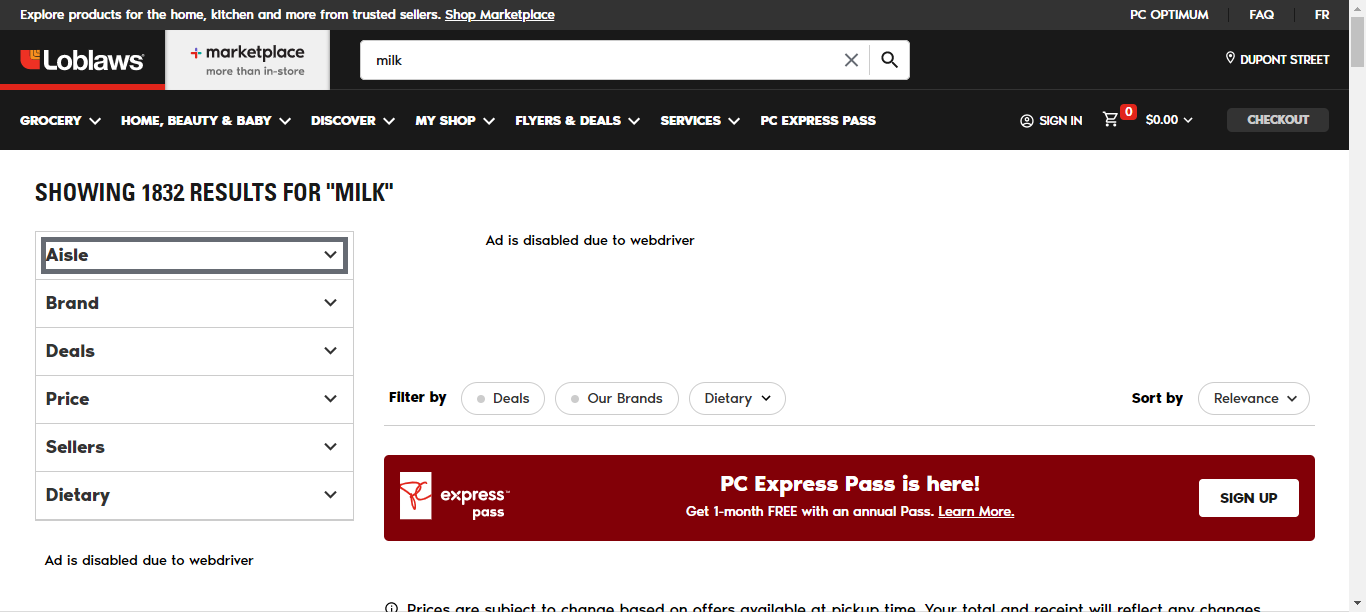 Explore products for the home, kitchen and more from trusted sellers. Shop Marketplace
PC OPTIMUM
FAQ
FR
Loblaws
marketplace
more than in-store
milk
DUPONT STREET
GROCERY
HOME, BEAUTY & BABY
DISCOVER
MY SHOP
FLYERS & DEALS
SERVICES
PC EXPRESS PASS
SIGN IN
0
$0.00
CHECKOUT
SHOWING 1832 RESULTS FOR "MILK"
Aisle
Brand
Deals
Price
Sellers
Dietary
Ad is disabled due to webdriver
Ad is disabled due to webdriver
Filter by
Deals
Our Brands
Dietary
Sort by
Relevance
PC
express™
pass
PC Express Pass is here!
Get 1-month FREE with an annual Pass. Learn More.
SIGN UP
Prices are subject to change based on offers available at pickup time. Your total and receipt will reflect any changes.